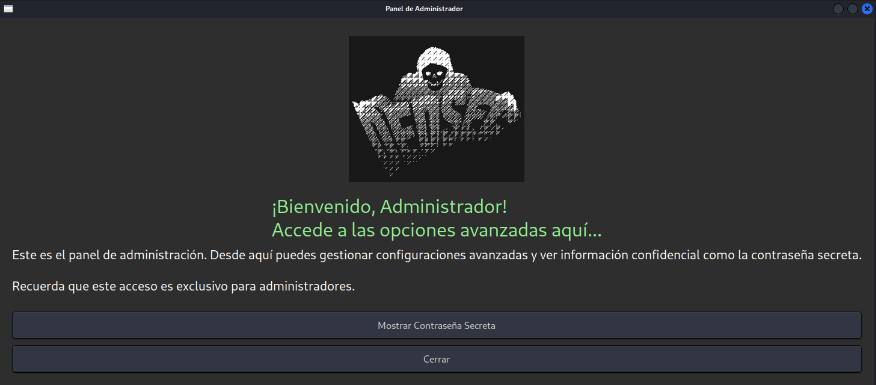 Panel de Administrador
DEDSEC
¡Bienvenido, Administrador!
Accede a las opciones avanzadas aquí...
Este es el panel de administración. Desde aquí puedes gestionar configuraciones avanzadas y ver información confidencial como la contraseña secreta.
Recuerda que este acceso es exclusivo para administradores.
Mostrar Contraseña Secreta
Cerrar